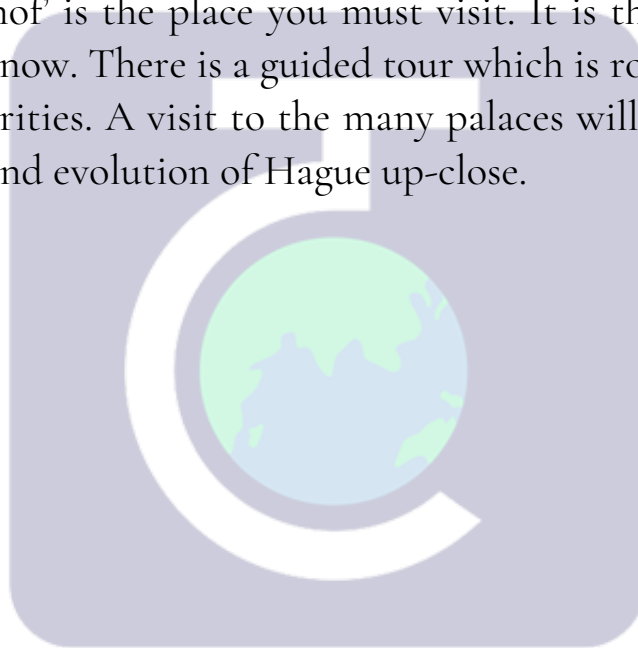 hof’ is the place you must visit. It is th
now. There is a guided tour which is ro
rities. A visit to the many palaces will
nd evolution of Hague up-close.